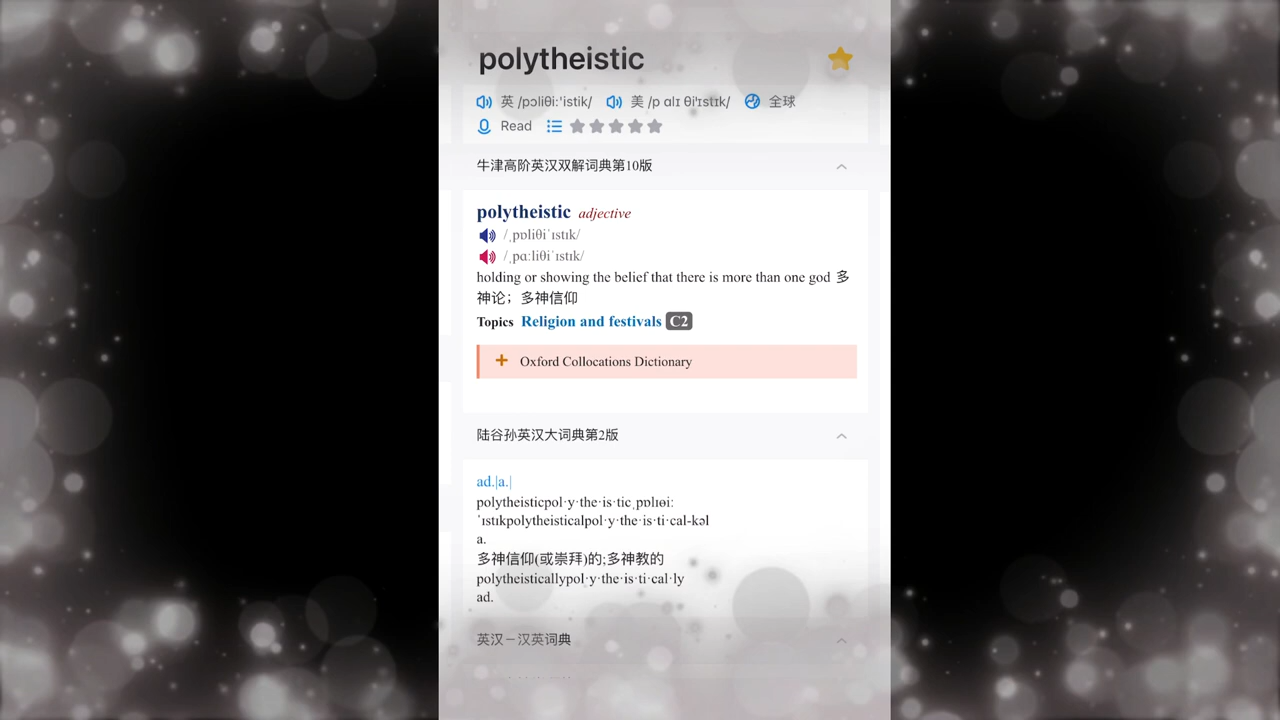 polytheistic
英 /pɔliθi:'istik/ 美 /p ɑlɪ θi'ɪstɪk/ 全球
Read
牛津高阶英汉双解词典第10版
polytheistic adjective
/ˌpɒliθiˈɪstɪk/
/ˌpɑːliθiˈɪstɪk/
holding or showing the belief that there is more than one god 多
神论；多神信仰
Topics Religion and festivals C2
+ Oxford Collocations Dictionary
陆谷孙英汉大词典第2版
ad.|a.|
polytheisticpol·y·the·is·ticˌpɒlɪɵiː
ˈɪstɪkpolytheisticalpol·y·the·is·ti·cal-kəl
a.
多神信仰(或崇拜)的;多神教的
polytheisticallypol·y·the·is·ti·cal·ly
ad.
英汉－汉英词典